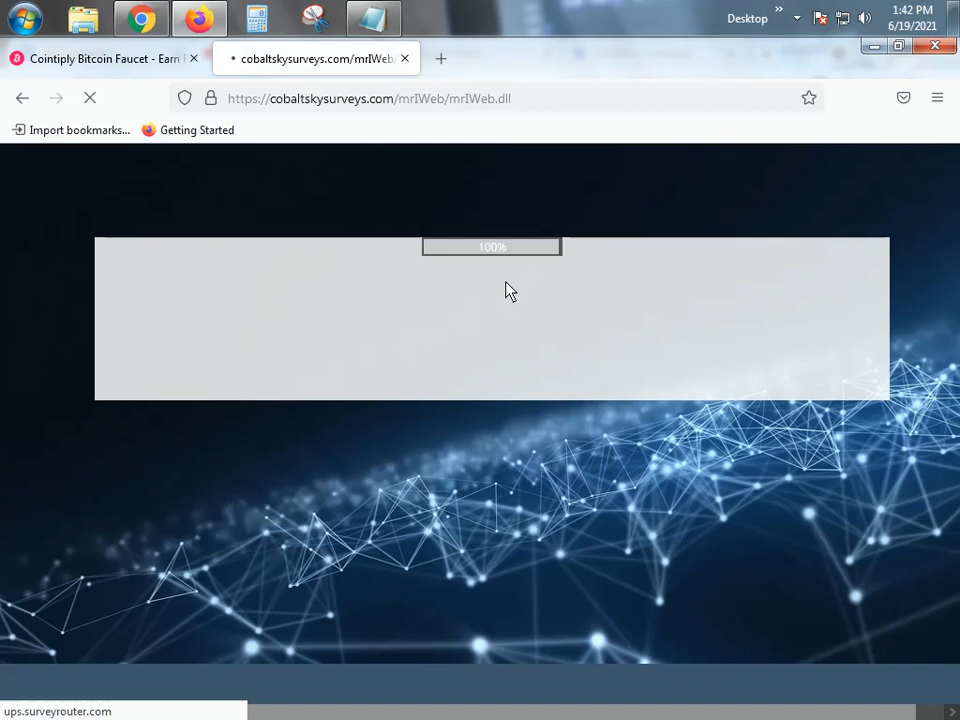 Desktop
»
1:42 PM
6/19/2021
Cointiply Bitcoin Faucet - Earn F
cobaltskysurveys.com/mrIWeb/
https://cobaltskysurveys.com/mrIWeb/mrIWeb.dll
Import bookmarks...
Getting Started
100%
ups.surveyrouter.com